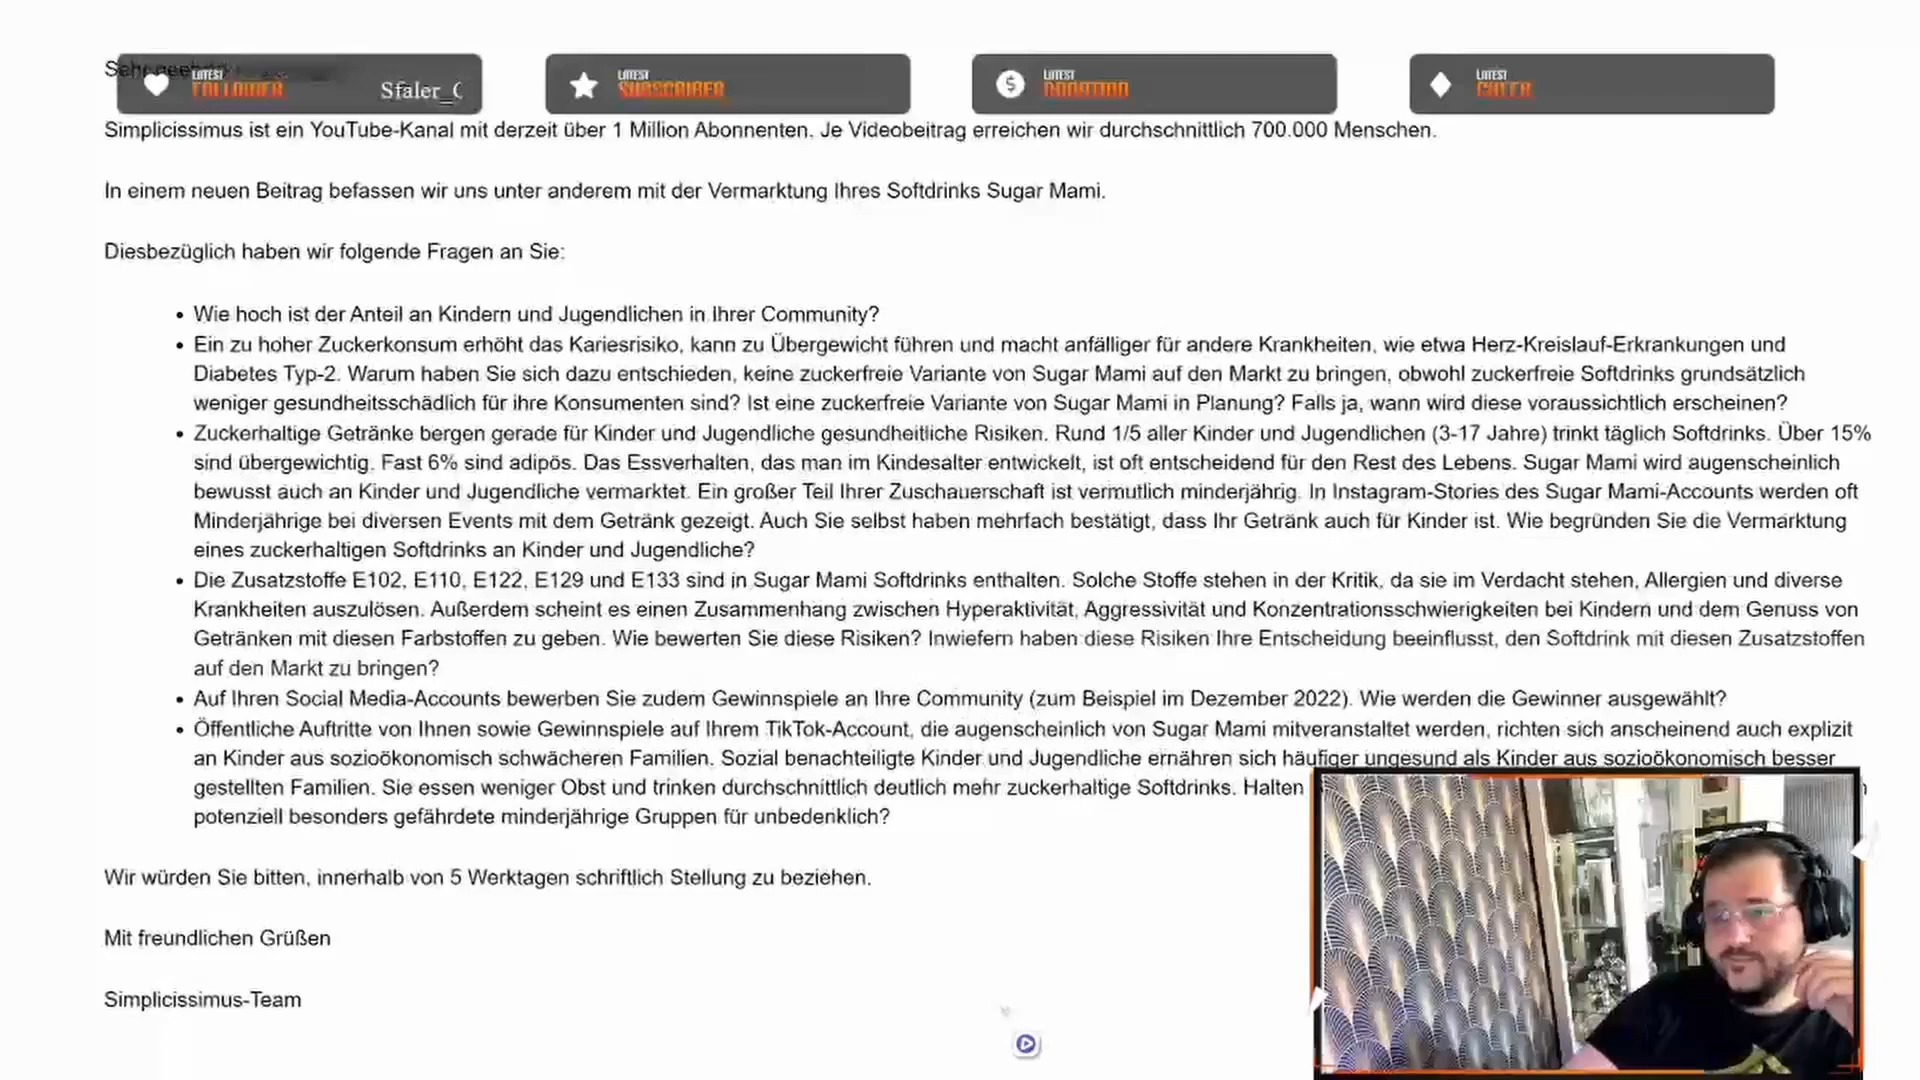 LATEST
FOLLOWER
Sfaler_
LATEST
SUBSCRIBER
LATEST
DONATION
LATEST
CHEER
Simplicissimus ist ein YouTube-Kanal mit derzeit über 1 Million Abonnenten. Je Videobeitrag erreichen wir durchschnittlich 700.000 Menschen.
In einem neuen Beitrag befassen wir uns unter anderem mit der Vermarktung Ihres Softdrinks Sugar Mami.
Diesbezüglich haben wir folgende Fragen an Sie:
• Wie hoch ist der Anteil an Kindern und Jugendlichen in Ihrer Community?
• Ein zu hoher Zuckerkonsum erhöht das Kariesrisiko, kann zu Übergewicht führen und macht anfälliger für andere Krankheiten, wie etwa Herz-Kreislauf-Erkrankungen und
Diabetes Typ-2. Warum haben Sie sich dazu entschieden, keine zuckerfreie Variante von Sugar Mami auf den Markt zu bringen, obwohl zuckerfreie Softdrinks grundsätzlich
weniger gesundheitsschädlich für ihre Konsumenten sind? Ist eine zuckerfreie Variante von Sugar Mami in Planung? Falls ja, wann wird diese voraussichtlich erscheinen?
• Zuckerhaltige Getränke bergen gerade für Kinder und Jugendliche gesundheitliche Risiken. Rund 1/5 aller Kinder und Jugendlichen (3-17 Jahre) trinkt täglich Softdrinks. Über 15%
sind übergewichtig. Fast 6% sind adipös. Das Essverhalten, das man im Kindesalter entwickelt, ist oft entscheidend für den Rest des Lebens. Sugar Mami wird augenscheinlich
bewusst auch an Kinder und Jugendliche vermarktet. Ein großer Teil Ihrer Zuschauerschaft ist vermutlich minderjährig. In Instagram-Stories des Sugar Mami-Accounts werden oft
Minderjährige bei diversen Events mit dem Getränk gezeigt. Auch Sie selbst haben mehrfach bestätigt, dass Ihr Getränk auch für Kinder ist. Wie begründen Sie die Vermarktung
eines zuckerhaltigen Softdrinks an Kinder und Jugendliche?
• Die Zusatzstoffe E102, E110, E122, E129 und E133 sind in Sugar Mami Softdrinks enthalten. Solche Stoffe stehen in der Kritik, da sie im Verdacht stehen, Allergien und diverse
Krankheiten auszulösen. Außerdem scheint es einen Zusammenhang zwischen Hyperaktivität, Aggressivität und Konzentrationsschwierigkeiten bei Kindern und dem Genuss von
Getränken mit diesen Farbstoffen zu geben. Wie bewerten Sie diese Risiken? Inwiefern haben diese Risiken Ihre Entscheidung beeinflusst, den Softdrink mit diesen Zusatzstoffen
auf den Markt zu bringen?
• Auf Ihren Social Media-Accounts bewerben Sie zudem Gewinnspiele an Ihre Community (zum Beispiel im Dezember 2022). Wie werden die Gewinner ausgewählt?
• Öffentliche Auftritte von Ihnen sowie Gewinnspiele auf Ihrem TikTok-Account, die augenscheinlich von Sugar Mami mitveranstaltet werden, richten sich anscheinend auch explizit
an Kinder aus sozioökonomisch schwächeren Familien. Sozial benachteiligte Kinder und Jugendliche ernähren sich häufiger ungesund als Kinder aus sozioökonomisch besser
gestellten Familien. Sie essen weniger Obst und trinken durchschnittlich deutlich mehr zuckerhaltige Softdrinks. Halten
potenziell besonders gefährdete minderjährige Gruppen für unbedenklich?
Wir würden Sie bitten, innerhalb von 5 Werktagen schriftlich Stellung zu beziehen.
Mit freundlichen Grüßen
Simplicissimus-Team